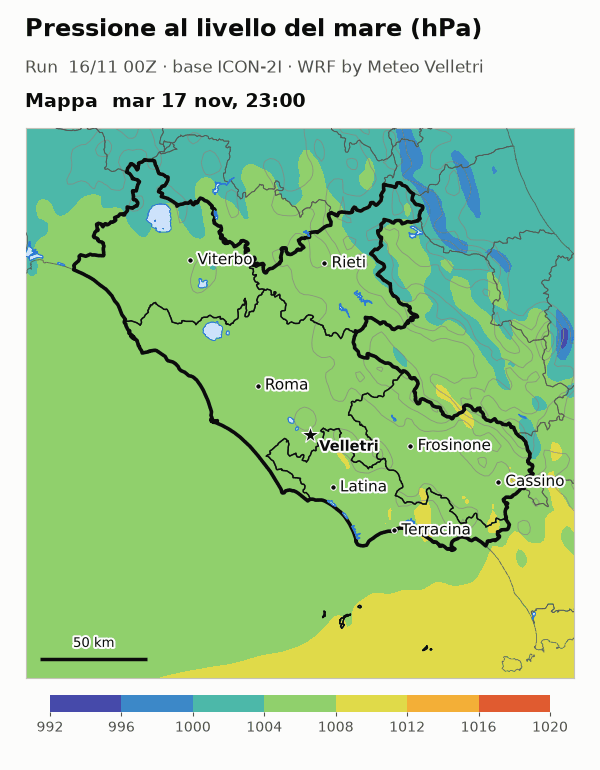 Pressione al livello del mare (hPa)
Run  16/11 00Z · base ICON-2I · WRF by Meteo Velletri
Mappa  mar 17 nov, 23:00
Viterbo
Rieti
Roma
Velletri
Frosinone
Latina
Cassino
Terracina
50 km
992 996 1000 1004 1008 1012 1016 1020